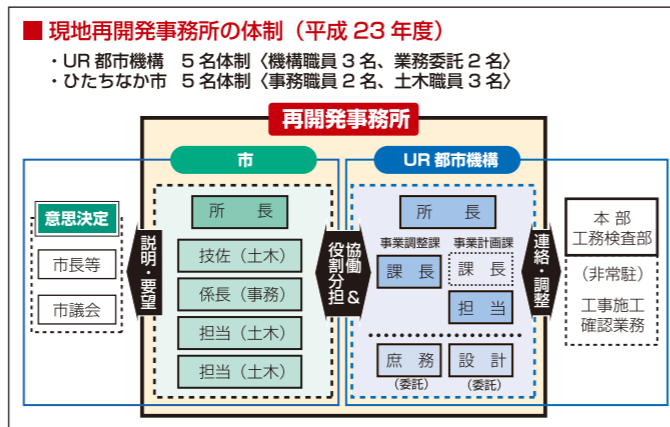 ■ 現地再開発事務所の体制（平成 23 年度）
・UR 都市機構　5 名体制〈機構職員 3 名、業務委託 2 名〉
・ひたちなか市　5 名体制〈事務職員 2 名、土木職員 3 名〉
再開発事務所
市
UR 都市機構
意思決定
市長等
市議会
説明・要望
所　長
技佐（土木）
係長（事務）
担当（土木）
担当（土木）
協働 &
役割分担
所　長
事業調整課
課 長
事業計画課
課 長
担 当
庶 務
（委託）
設 計
（委託）
連絡・調整
本 部
工務検査部
（非常駐）
工事施工
確認業務